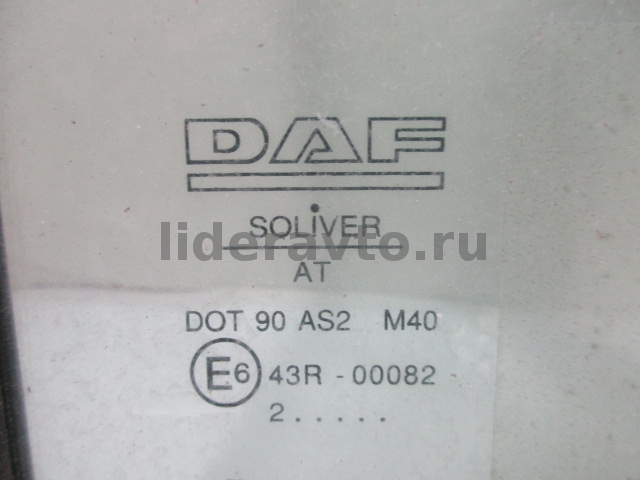 DAF
SOLIVER
lideravto.ru
AT
DOT 90 AS2 M40
E6 43R - 00082
2 . . . . .